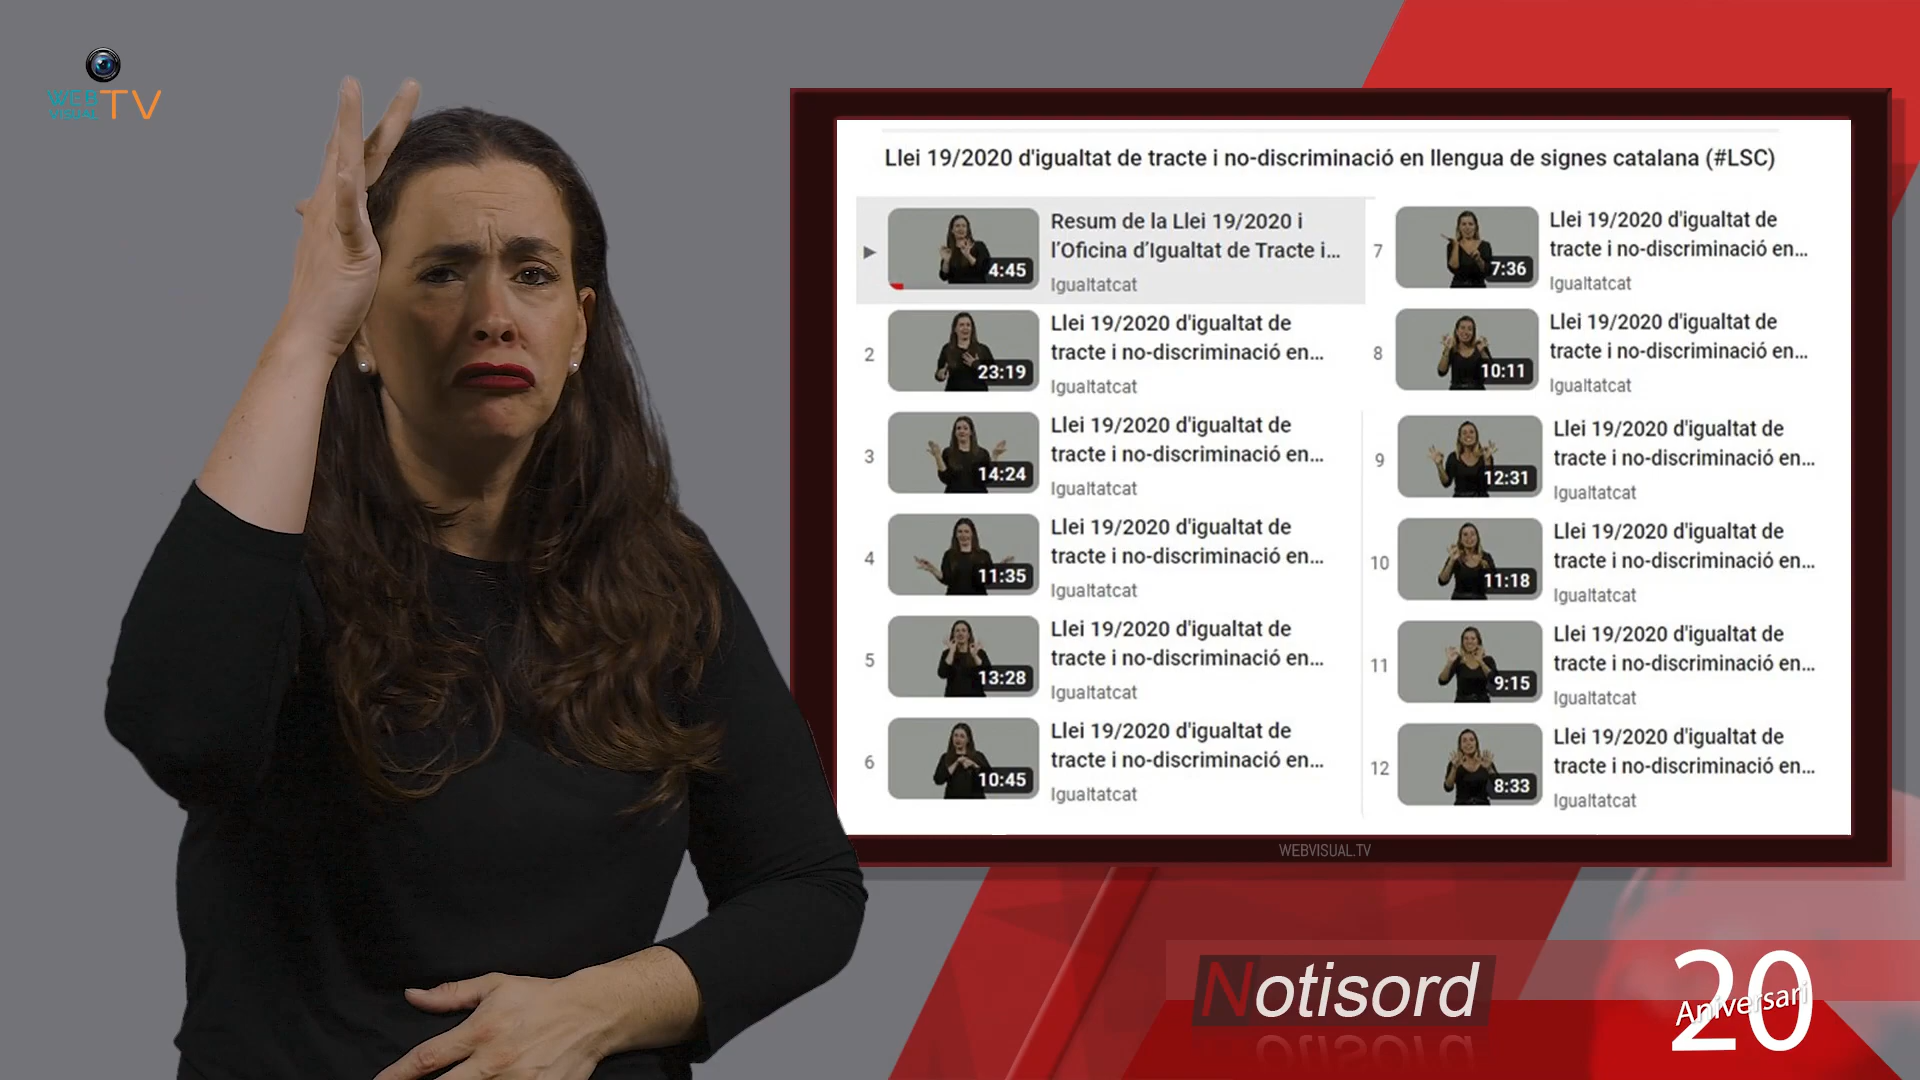 WEB
VISUAL
TV
Llei 19/2020 d'igualtat de tracte i no-discriminació en llengua de signes catalana (#LSC)
4:45
Resum de la Llei 19/2020 i
l'Oficina d'Igualtat de Tracte i...
Igualtatcat
2
23:19
Llei 19/2020 d'igualtat de
tracte i no-discriminació en...
Igualtatcat
3
14:24
Llei 19/2020 d'igualtat de
tracte i no-discriminació en...
Igualtatcat
4
11:35
Llei 19/2020 d'igualtat de
tracte i no-discriminació en...
Igualtatcat
5
13:28
Llei 19/2020 d'igualtat de
tracte i no-discriminació en...
Igualtatcat
6
10:45
Llei 19/2020 d'igualtat de
tracte i no-discriminació en...
Igualtatcat
7
7:36
Llei 19/2020 d'igualtat de
tracte i no-discriminació en...
Igualtatcat
8
10:11
Llei 19/2020 d'igualtat de
tracte i no-discriminació en...
Igualtatcat
9
12:31
Llei 19/2020 d'igualtat de
tracte i no-discriminació en...
Igualtatcat
10
11:18
Llei 19/2020 d'igualtat de
tracte i no-discriminació en...
Igualtatcat
11
9:15
Llei 19/2020 d'igualtat de
tracte i no-discriminació en...
Igualtatcat
12
8:33
Llei 19/2020 d'igualtat de
tracte i no-discriminació en...
Igualtatcat
WEBVISUAL.TV
Notisord
20
Aniversari